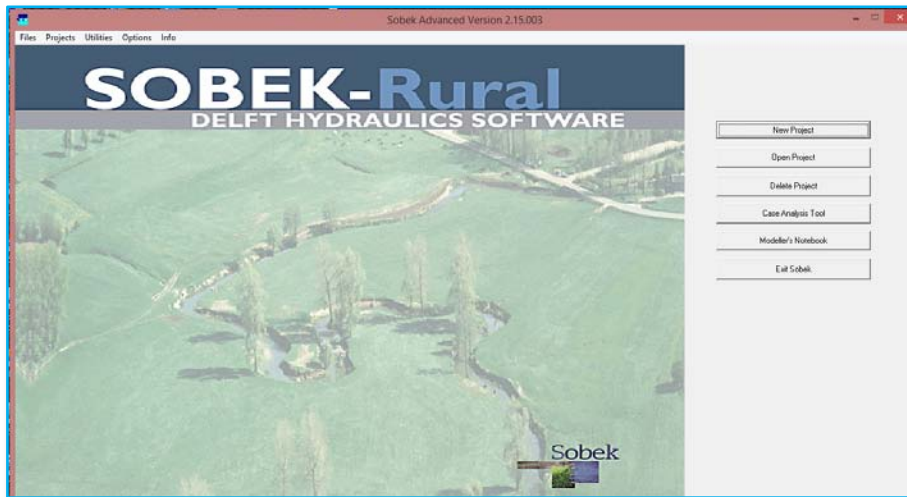 Sobek Advanced Version 2.15.003
Files Projects Utilities Options Info
SOBEK-Rural
DELFT HYDRAULICS SOFTWARE
New Project
Open Project
Delete Project
Case Analysis Tool
Modeller's Notebook
Exit Sobek
Sobek